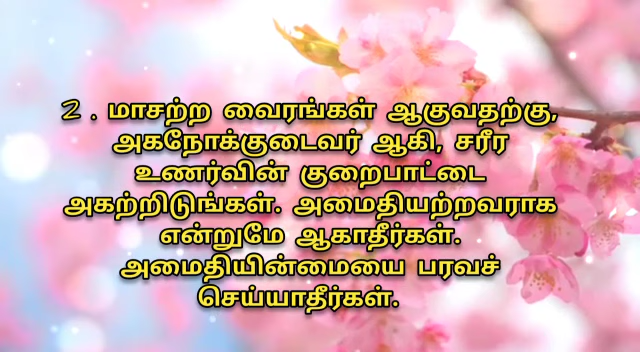 2 . மாசற்ற வைரங்கள் ஆகுவதற்கு,
அகநோக்குடைவர் ஆகி, சரீர
உணர்வின் குறைபாட்டை
அகற்றிடுங்கள். அமைதியற்றவராக
என்றுமே ஆகாதீர்கள்.
அமைதியின்மையை பரவச்
செய்யாதீர்கள்.